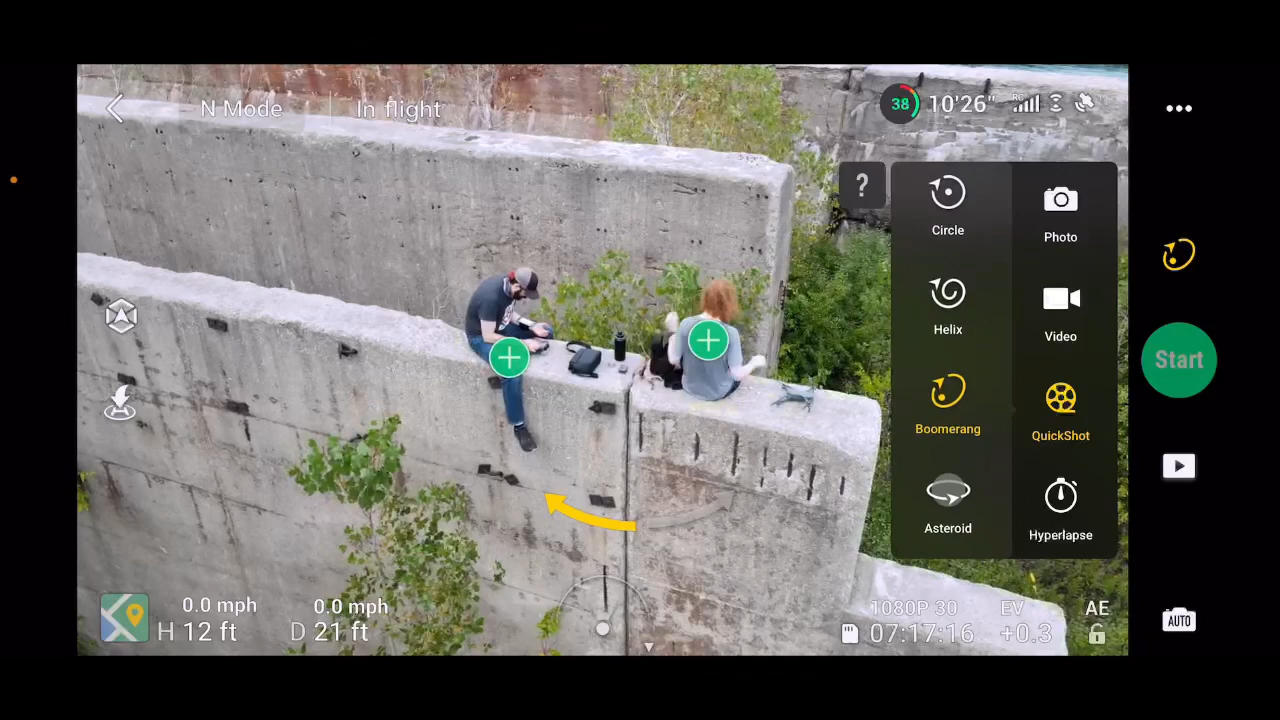 N Mode
In flight
38
10'26"
RC
?
Circle
Photo
Helix
Video
Boomerang
QuickShot
Start
Asteroid
Hyperlapse
0.0 mph
0.0 mph
H 12 ft
D 21 ft
1080P 30
EV
AE
07:17:16
+0.3
AUTO